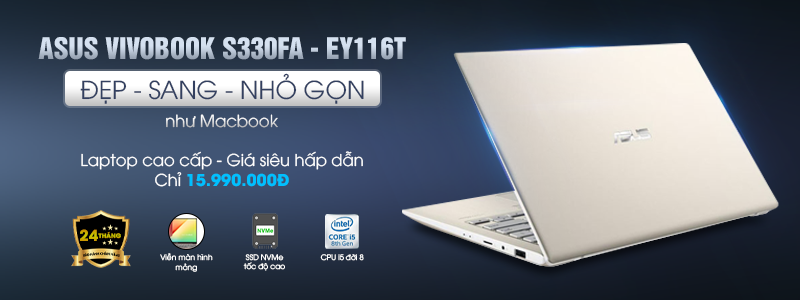 ASUS VIVOBOOK S330FA - EY116T
ĐẸP - SANG - NHỎ GỌN
như Macbook
Laptop cao cấp - Giá siêu hấp dẫn
Chỉ 15.990.000Đ
ASUS
24THÁNG
Viền màn hình
mỏng
NVMe
SSD NVMe
tốc độ cao
intel
CORE i5
8th Gen
CPU i5 đời 8